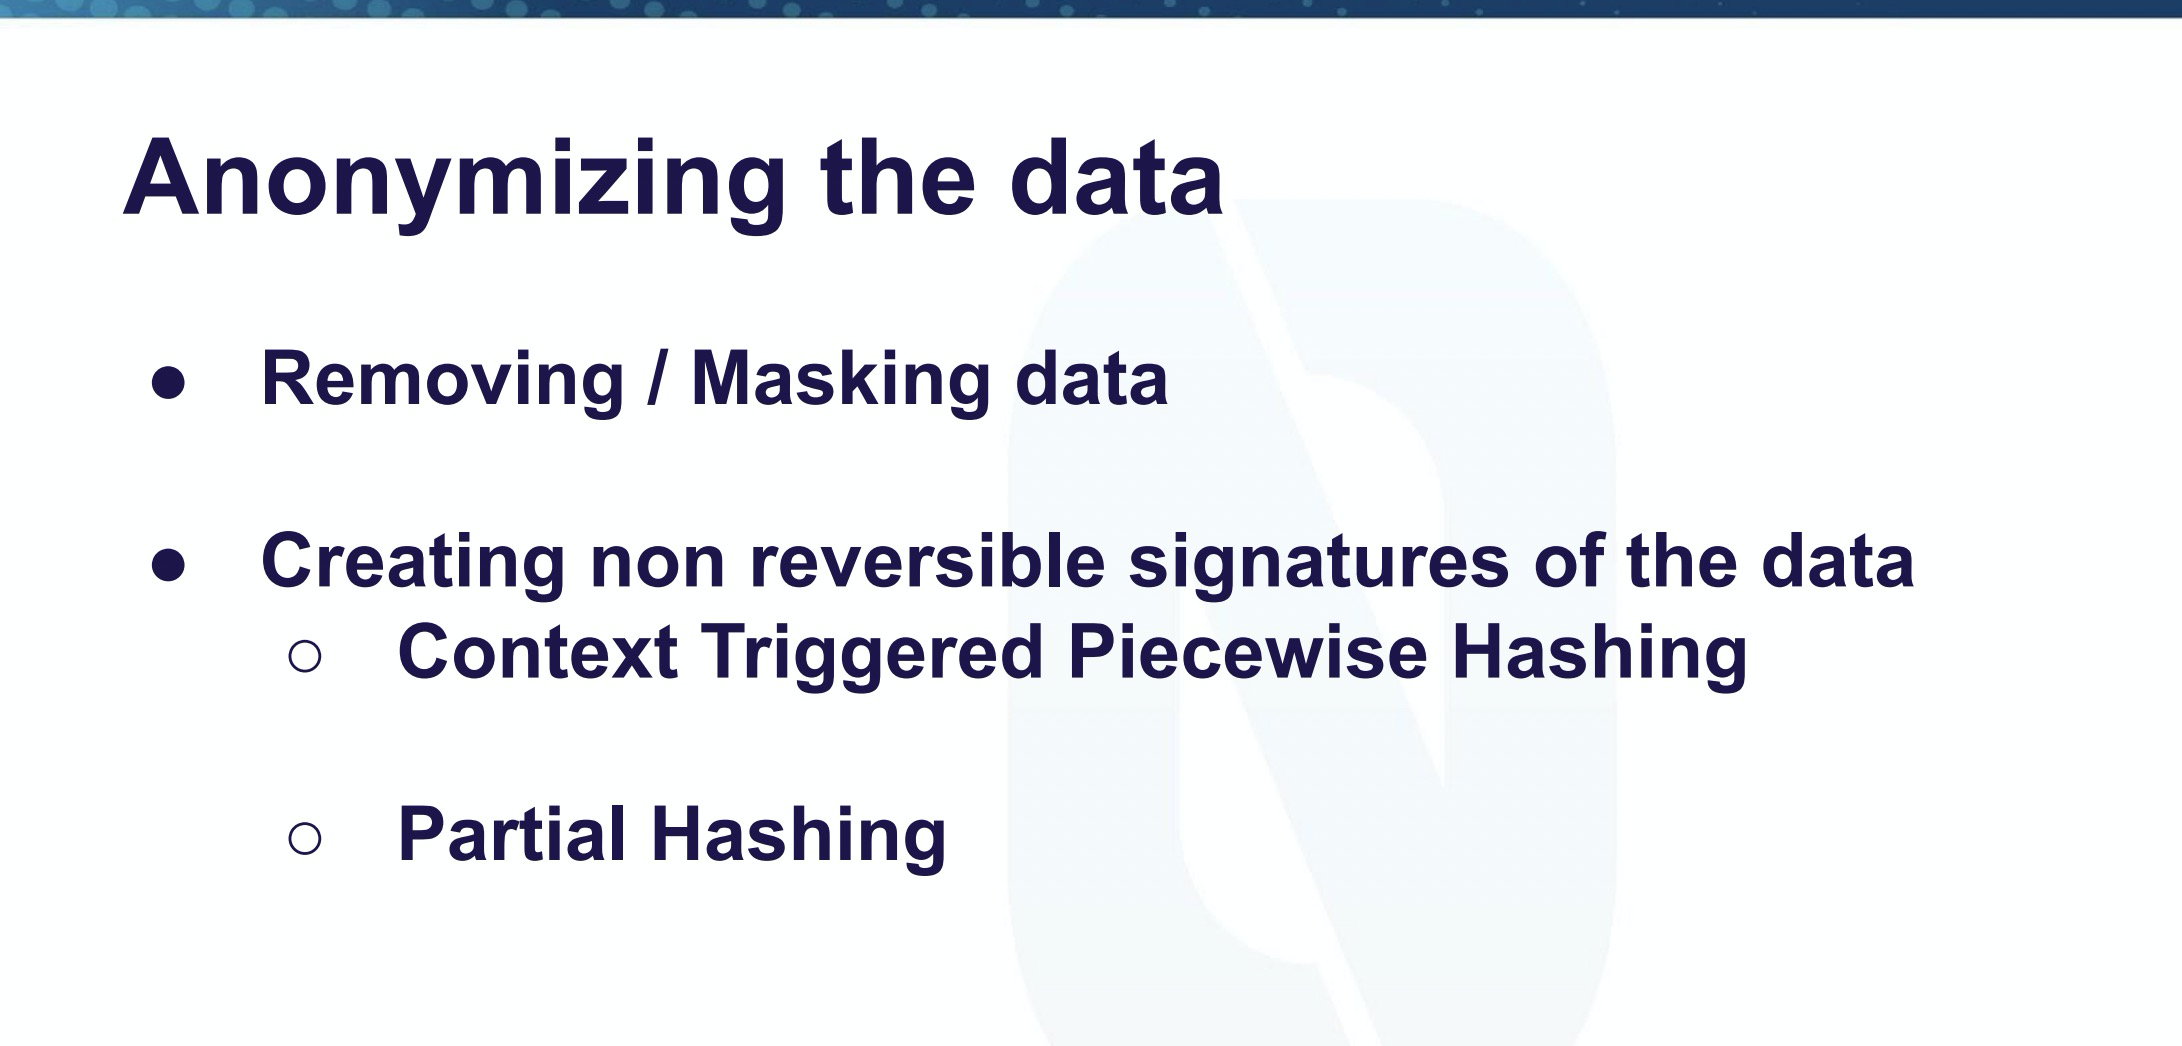 Anonymizing the data
● Removing / Masking data
● Creating non reversible signatures of the data
○ Context Triggered Piecewise Hashing
○ Partial Hashing